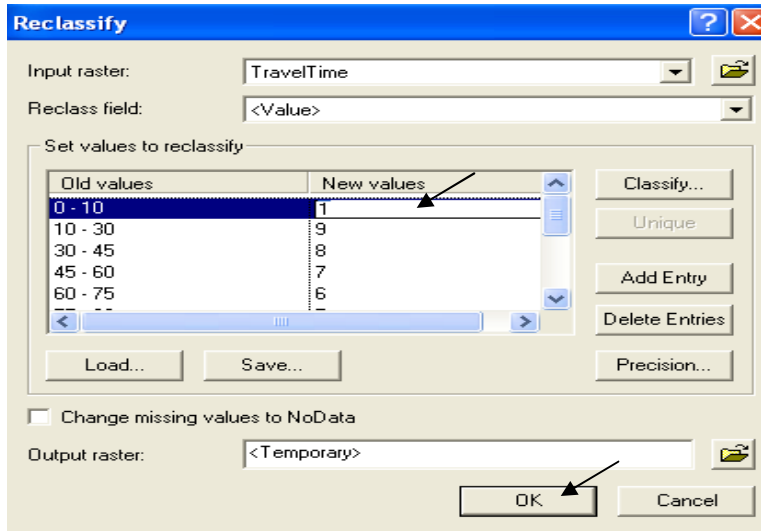 Reclassify
Input raster: TravelTime
Reclass field: <Value>
Set values to reclassify
Old values New values
0 - 10 1
10 - 30 9
30 - 45 8
45 - 60 7
60 - 75 6
Classify...
Unique
Add Entry
Delete Entries
Load... Save... Precision...
Change missing values to NoData
Output raster: <Temporary>
OK Cancel